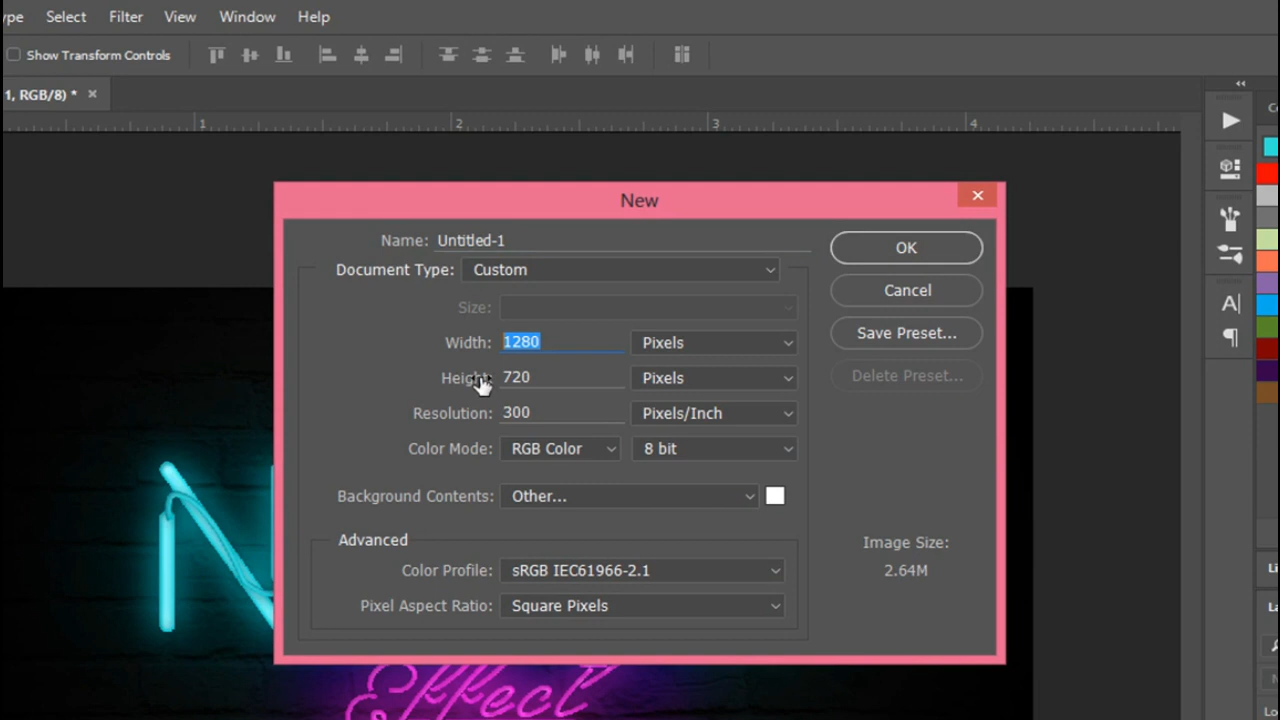 ype Select Filter View Window Help
Show Transform Controls
1, RGB/8) * ×
1 2 3 4
New
Name: Untitled-1
OK
Document Type: Custom
Cancel
Size:
Width: 1280 Pixels
Save Preset...
Height: 720 Pixels
Delete Preset...
Resolution: 300 Pixels/Inch
Color Mode: RGB Color 8 bit
Background Contents: Other...
Advanced
Image Size:
Color Profile: sRGB IEC61966-2.1
2.64M
Pixel Aspect Ratio: Square Pixels
N
Effect